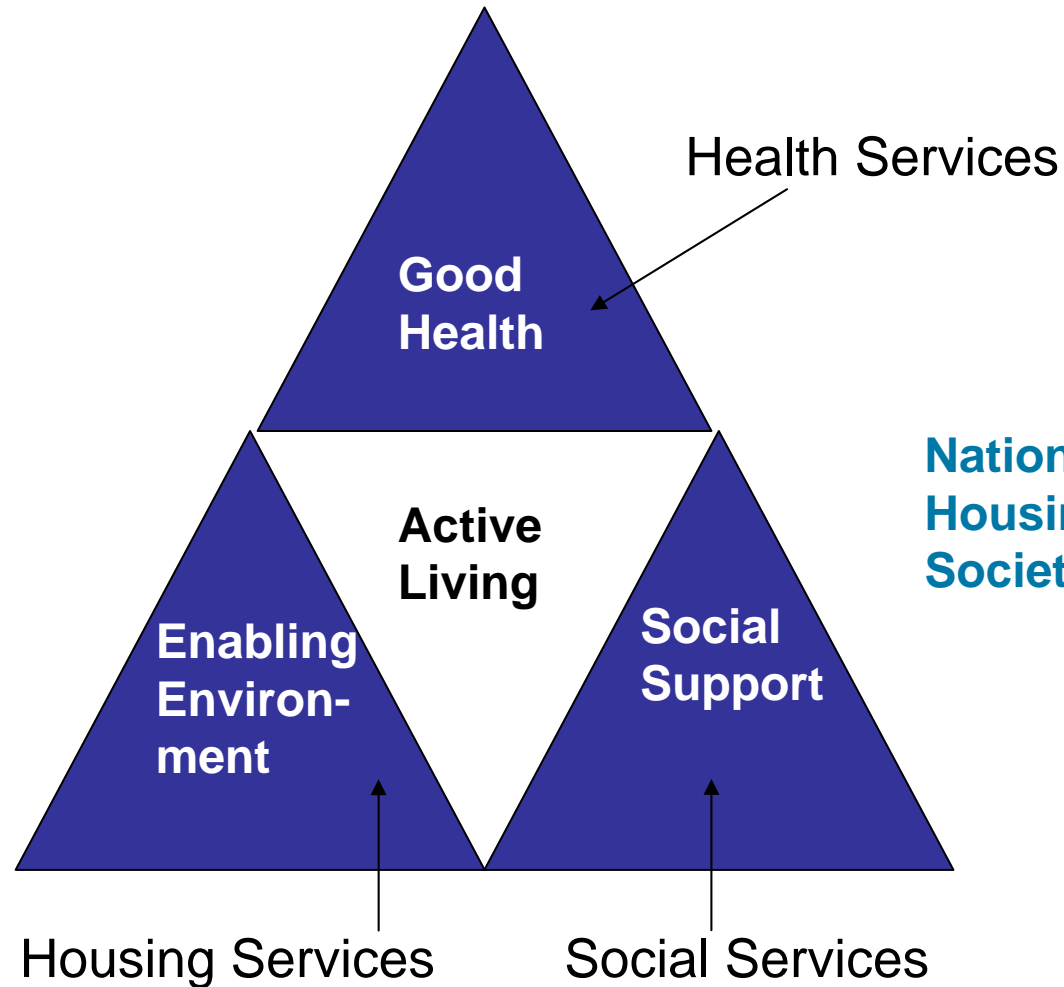 Health Services
Good
Health
Active
Living
Enabling
Environ-
ment
Social
Support
Housing Services
Social Services